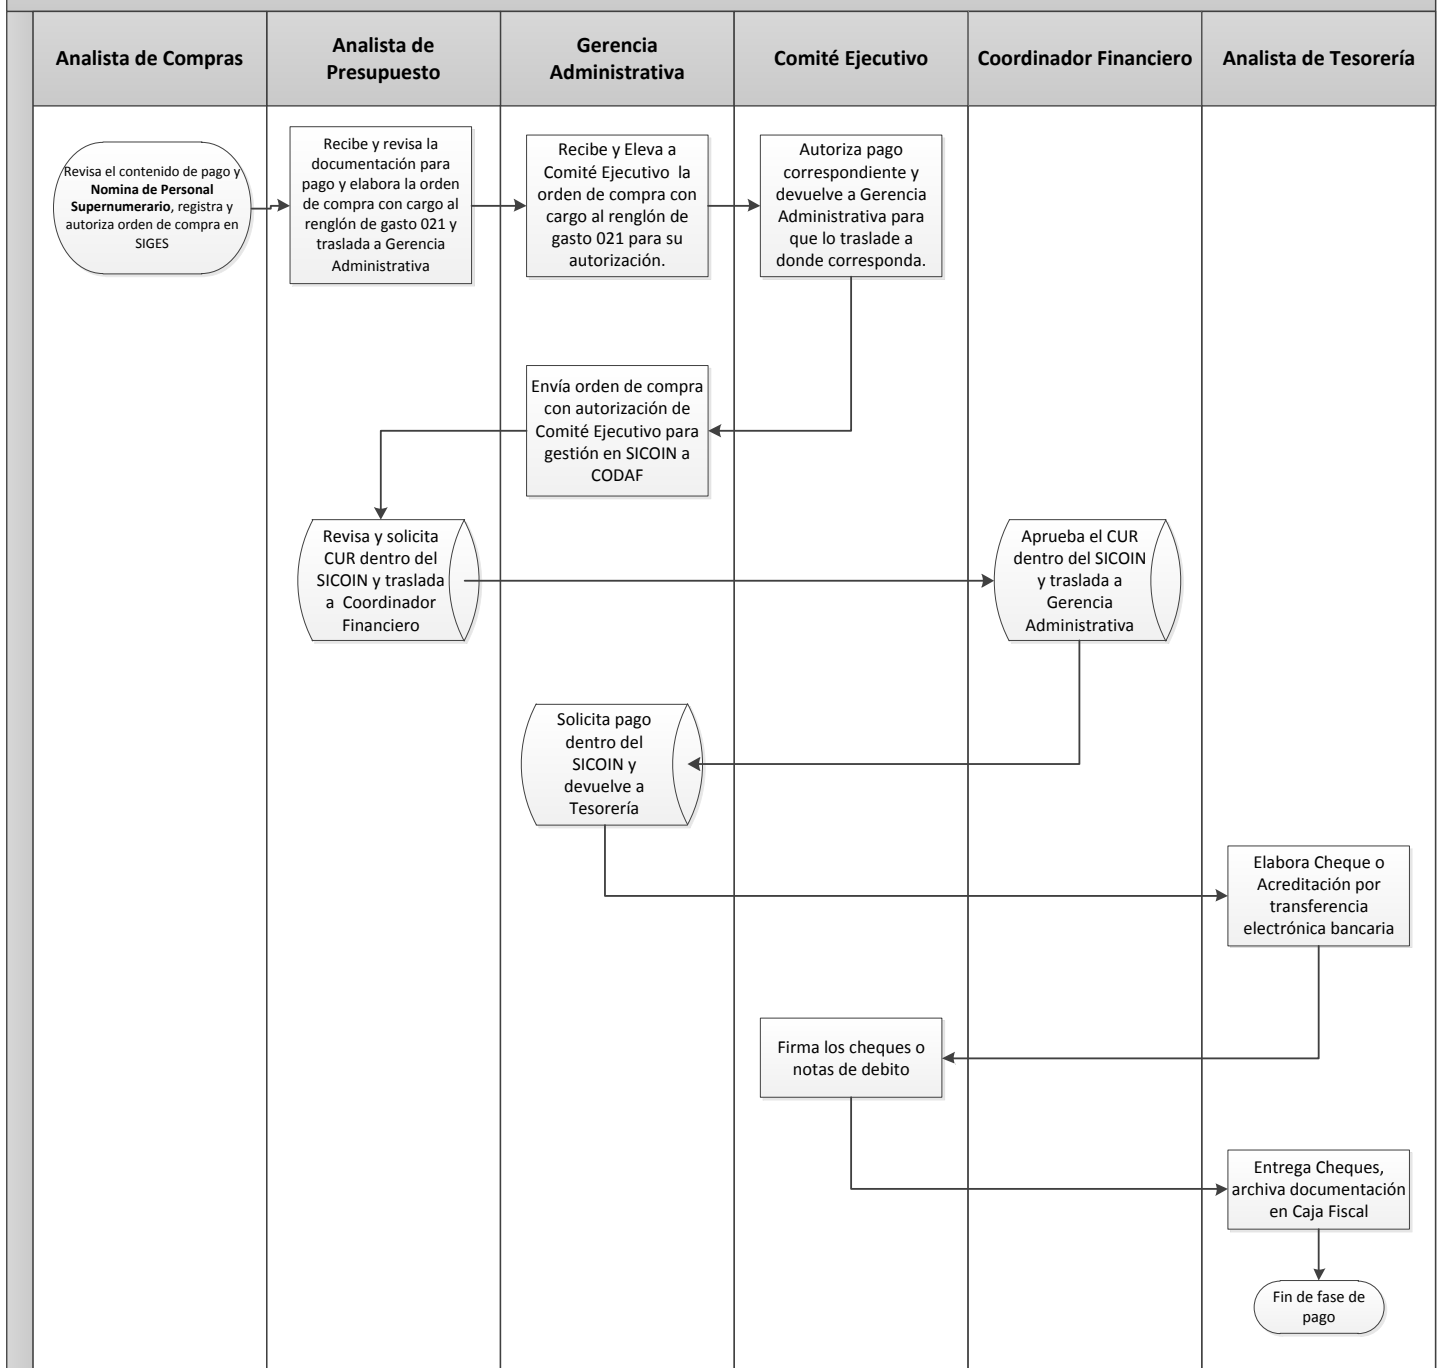 Analista de Compras
Analista de
Presupuesto
Gerencia
Administrativa
Comité Ejecutivo
Coordinador Financiero
Analista de Tesorería
Revisa el contenido de pago y
Nomina de Personal
Supernumerario, registra y
autoriza orden de compra en
SIGES
Recibe y revisa la
documentación para
pago y elabora la orden
de compra con cargo al
renglón de gasto 021 y
traslada a Gerencia
Administrativa
Recibe y Eleva a
Comité Ejecutivo la
orden de compra con
cargo al renglón de
gasto 021 para su
autorización.
Autoriza pago
correspondiente y
devuelve a Gerencia
Administrativa para
que lo traslade a
donde corresponda.
Envía orden de compra
con autorización de
Comité Ejecutivo para
gestión en SICOIN a
CODAF
Revisa y solicita
CUR dentro del
SICOIN y traslada
a Coordinador
Financiero
Aprueba el CUR
dentro del SICOIN
y traslada a
Gerencia
Administrativa
Solicita pago
dentro del
SICOIN y
devuelve a
Tesorería
Elabora Cheque o
Acreditación por
transferencia
electrónica bancaria
Firma los cheques o
notas de debito
Entrega Cheques,
archiva documentación
en Caja Fiscal
Fin de fase de
pago